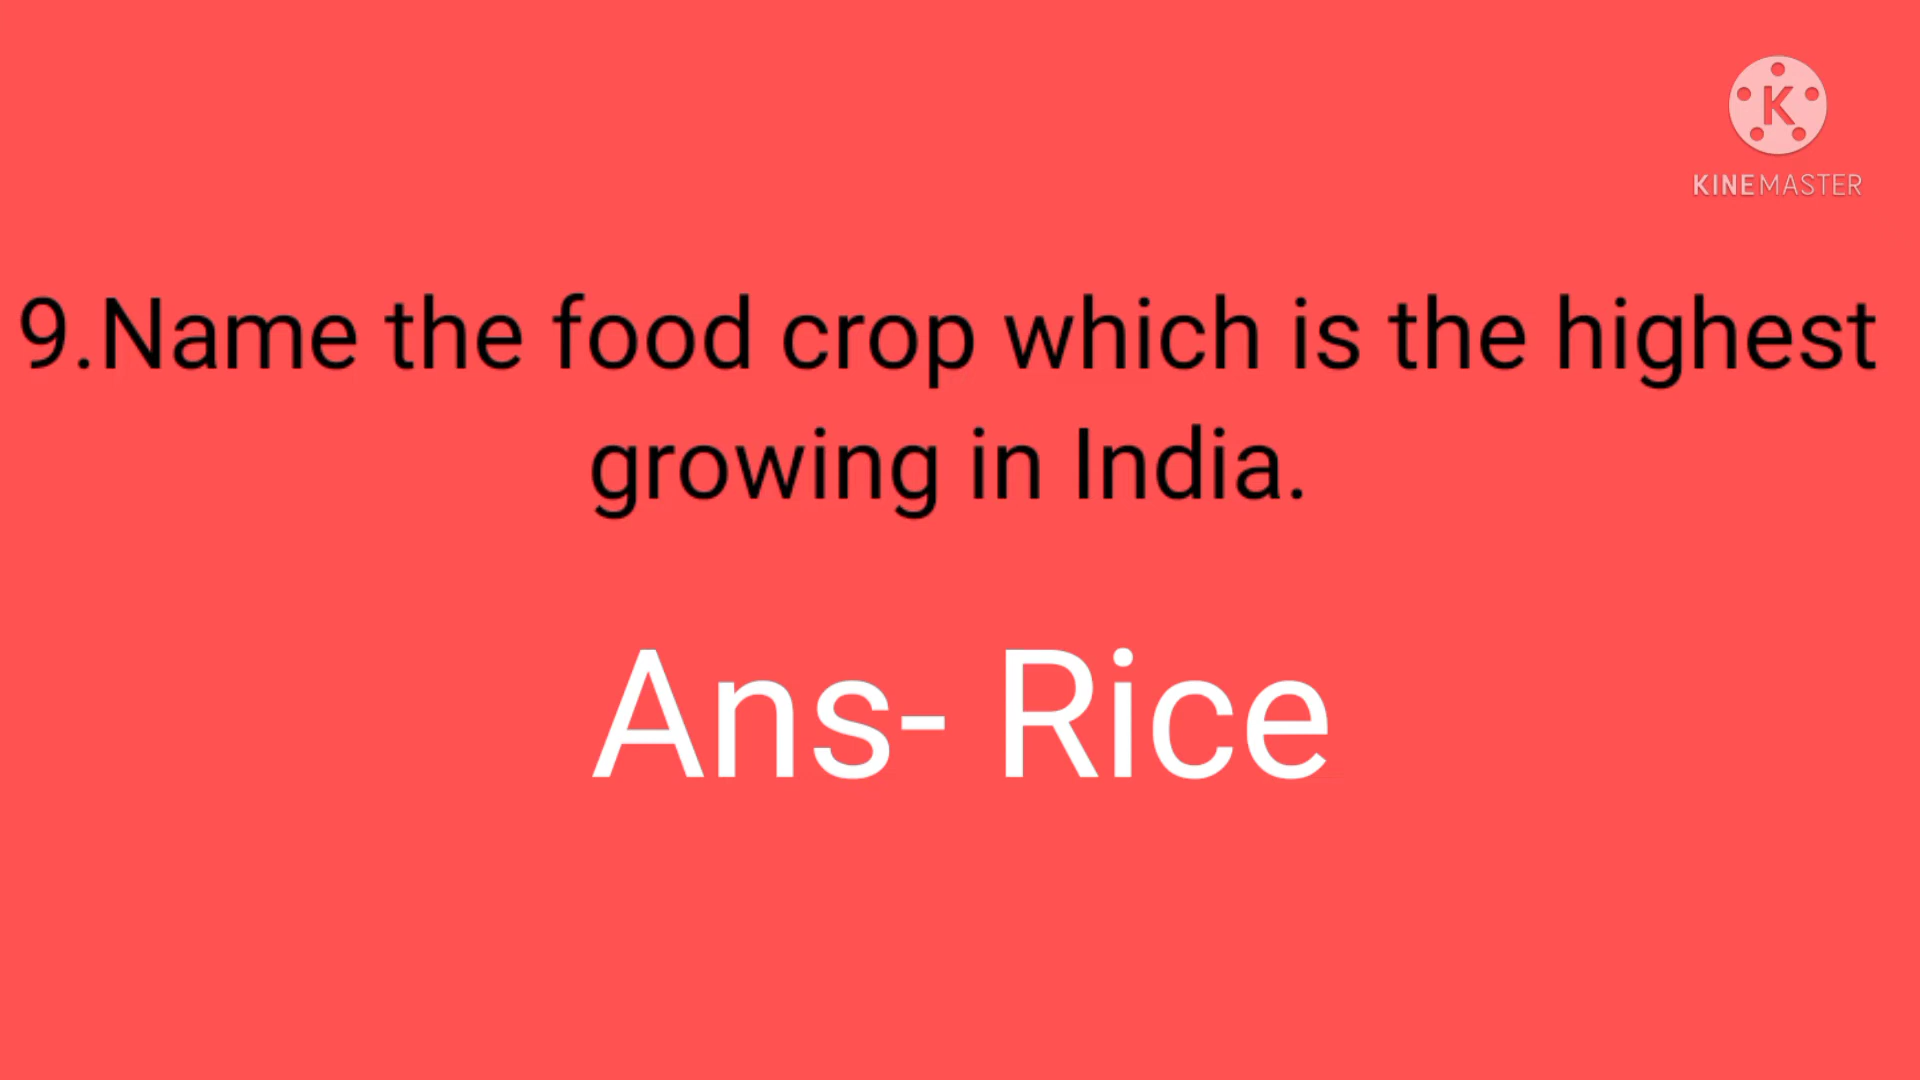 K
KINEMASTER
9.Name the food crop which is the highest
growing in India.
Ans- Rice